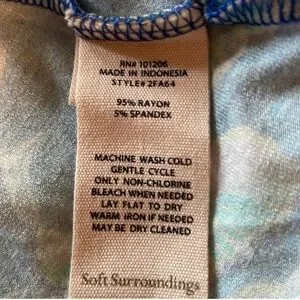 RN# 101206
MADE IN INDONESIA
STYLE# 2FA64
95% RAYON
5% SPANDEX
MACHINE WASH COLD
GENTLE CYCLE
ONLY NON-CHLORINE
BLEACH WHEN NEEDED
LAY FLAT TO DRY
WARM IRON IF NEEDED
MAY BE DRY CLEANED
Soft Surroundings